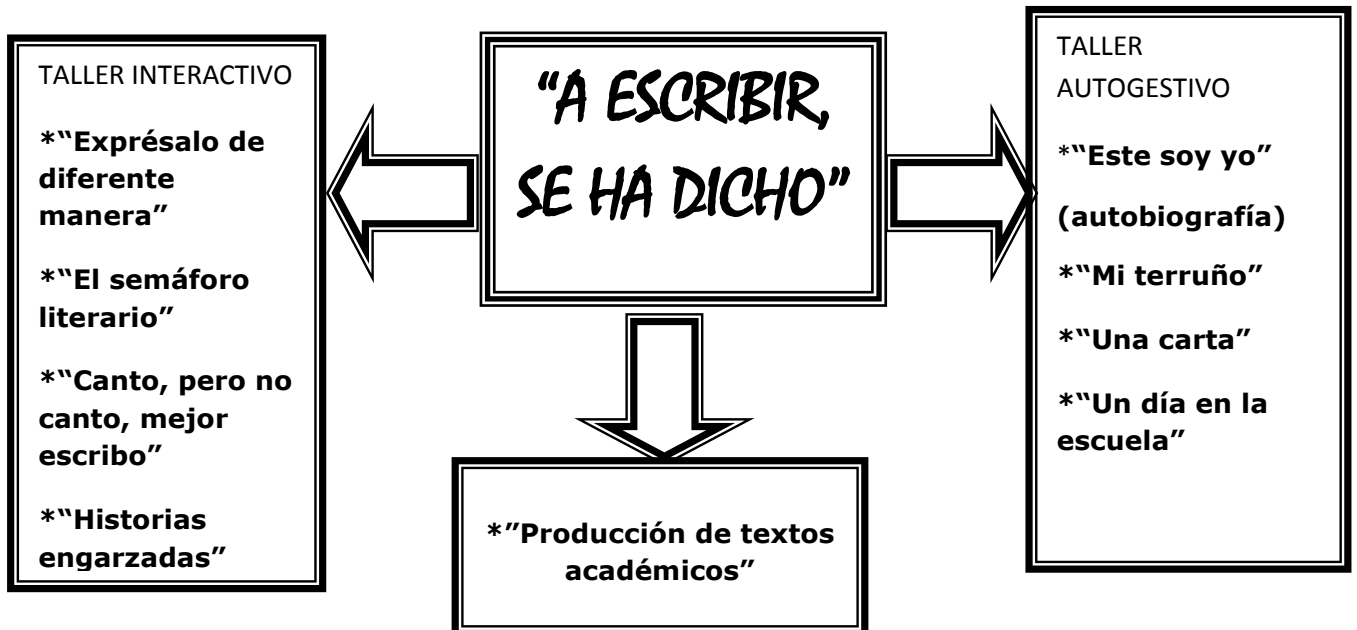 TALLER INTERACTIVO
*“Exprésalo de
diferente
manera”
*“El semáforo
literario”
*“Canto, pero no
canto, mejor
escribo”
*“Historias
engarzadas”
“A ESCRIBIR,
SE HA DICHO”
*”Producción de textos
académicos”
TALLER
AUTOGESTIVO
*“Este soy yo”
(autobiografía)
*“Mi terruño”
*“Una carta”
*“Un día en la
escuela”